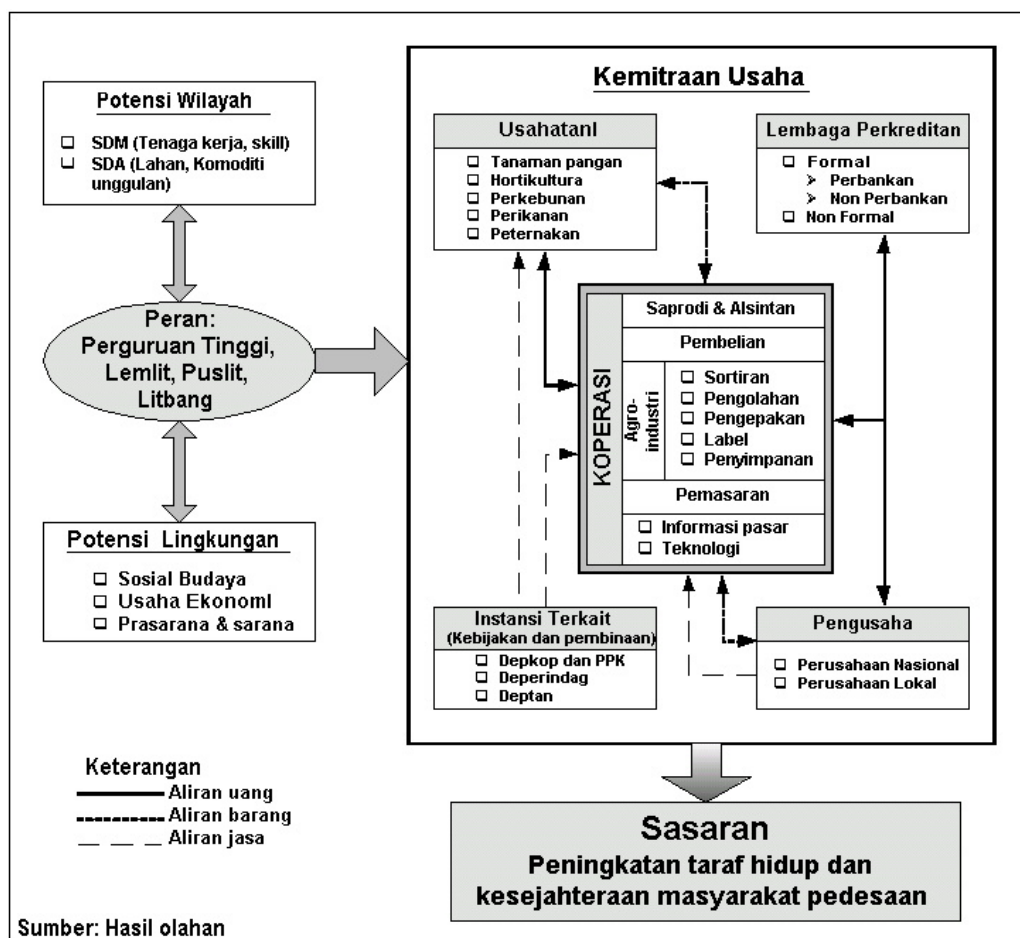 Potensi Wilayah
SDM (Tenaga kerja, skill)
SDA (Lahan, Komoditi
unggulan)
Peran:
Perguruan Tinggi,
Lemlit, Puslit,
Litbang
Potensi Lingkungan
Sosial Budaya
Usaha Ekonomi
Prasarana & sarana
Kemitraan Usaha
Usahatani
Tanaman pangan
Hortikultura
Perkebunan
Perikanan
Peternakan
Lembaga Perkreditan
Formal
Perbankan
Non Perbankan
Non Formal
KOPERASI
Saprodi & Alsintan
Pembelian
Agro-
industri
Sortiran
Pengolahan
Pengepakan
Label
Penyimpanan
Pemasaran
Informasi pasar
Teknologi
Instansi Terkait
(Kebijakan dan pembinaan)
Depkop dan PPK
Deperindag
Deptan
Pengusaha
Perusahaan Nasional
Perusahaan Lokal
Keterangan
Aliran uang
Aliran barang
Aliran jasa
Sasaran
Peningkatan taraf hidup dan
kesejahteraan masyarakat pedesaan
Sumber: Hasil olahan